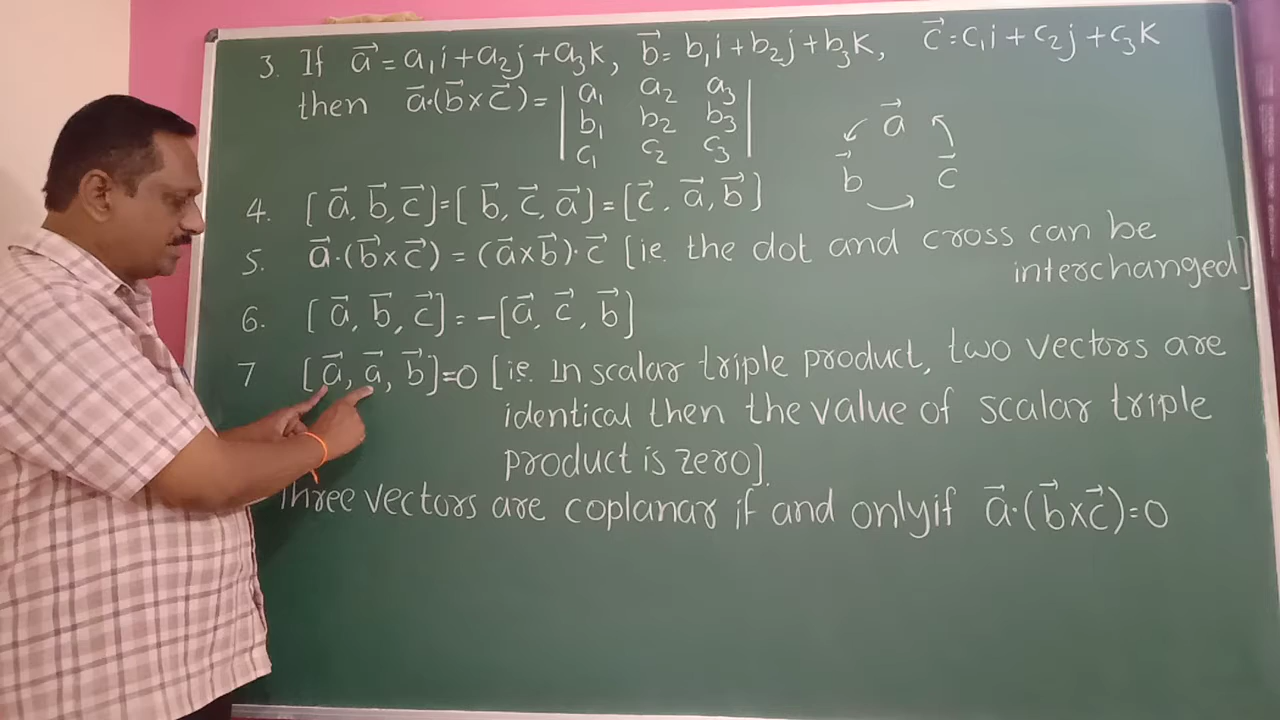 3. If a⃗ = a₁i + a₂j + a₃k, b⃗ = b₁i + b₂j + b₃k, c⃗ = c₁i + c₂j + c₃k
then a⃗·(b⃗ × c⃗) = | a₁ a₂ a₃ |
| b₁ b₂ b₃ |
| c₁ c₂ c₃ |
a⃗
b⃗ c⃗
4. [a⃗, b⃗, c⃗] = [b⃗, c⃗, a⃗] = [c⃗, a⃗, b⃗]
5. a⃗·(b⃗ × c⃗) = (a⃗ × b⃗)·c⃗ [ie. the dot and cross can be
interchanged]
6. [a⃗, b⃗, c⃗] = -[a⃗, c⃗, b⃗]
7 [a⃗, a⃗, b⃗] = 0 [ie. In scalar triple product, two vectors are
identical then the value of scalar triple
product is zero].
Three vectors are coplanar if and only if a⃗·(b⃗ × c⃗) = 0